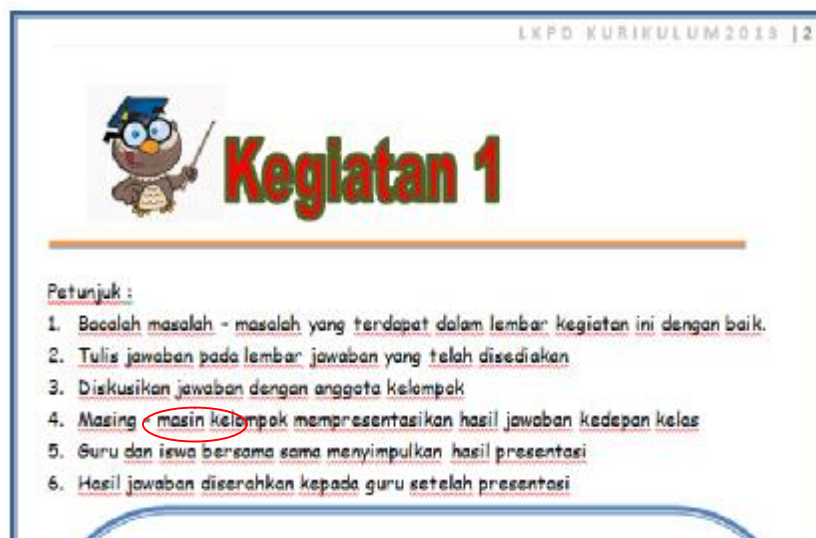 LKPD KURIKULUM2013 |2
Kegiatan 1
Petunjuk :
1. Bacalah masalah - masalah yang terdapat dalam lembar kegiatan ini dengan baik.
2. Tulis jawaban pada lembar jawaban yang telah disediakan
3. Diskusikan jawaban dengan anggota kelompok
4. Masing - masin kelompok mempresentasikan hasil jawaban kedepan kelas
5. Guru dan iswa bersama sama menyimpulkan hasil presentasi
6. Hasil jawaban diserahkan kepada guru setelah presentasi